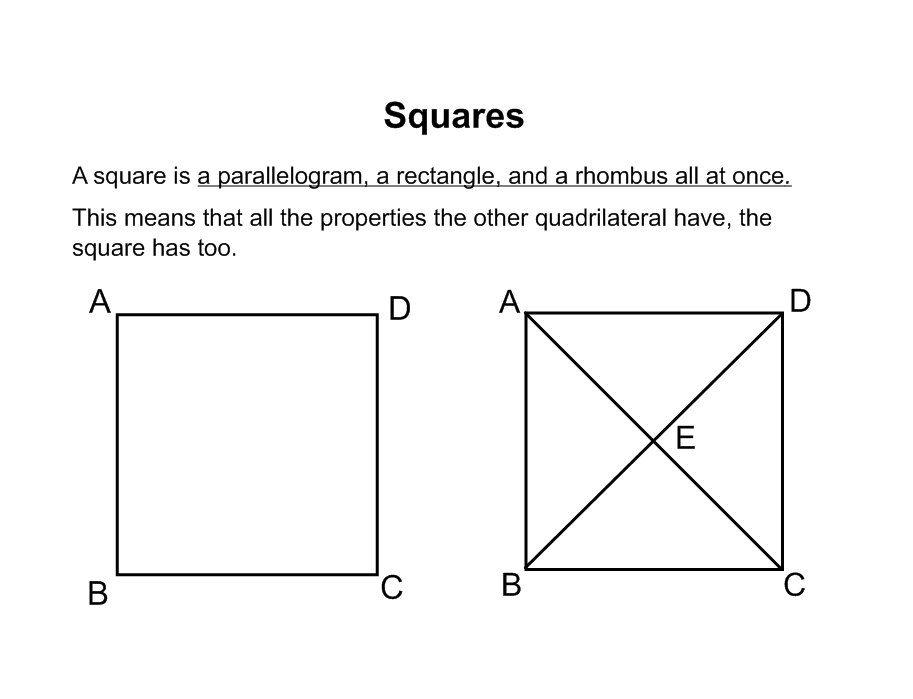 Squares
A square is a parallelogram, a rectangle, and a rhombus all at once.
This means that all the properties the other quadrilateral have, the
square has too.
A
D
B
C
A
D
E
B
C